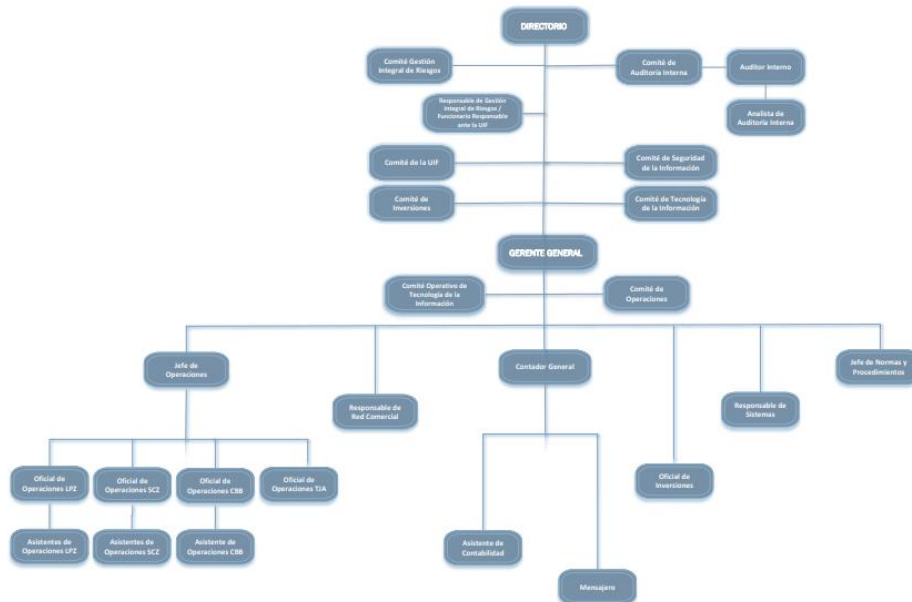 DIRECTORIO
Comité Gestión
Integral de Riesgos
Comité de
Auditoría Interna
Auditor Interno
Responsable de Gestión
Integral de Riesgos /
Funcionario Responsable
ante la UIF
Analista de
Auditoría Interna
Comité de la UIF
Comité de Seguridad
de la Información
Comité de
Inversiones
Comité de Tecnología
de la Información
GERENTE GENERAL
Comité Operativo de
Tecnología de la
Información
Comité de
Operaciones
Jefe de
Operaciones
Contador General
Jefe de Normas y
Procedimientos
Responsable de
Red Comercial
Responsable de
Sistemas
Oficial de
Operaciones LPZ
Oficial de
Operaciones SCZ
Oficial de
Operaciones CBB
Oficial de
Operaciones TJA
Oficial de
Inversiones
Asistentes de
Operaciones LPZ
Asistentes de
Operaciones SCZ
Asistente de
Operaciones CBB
Asistente de
Contabilidad
Mensajero